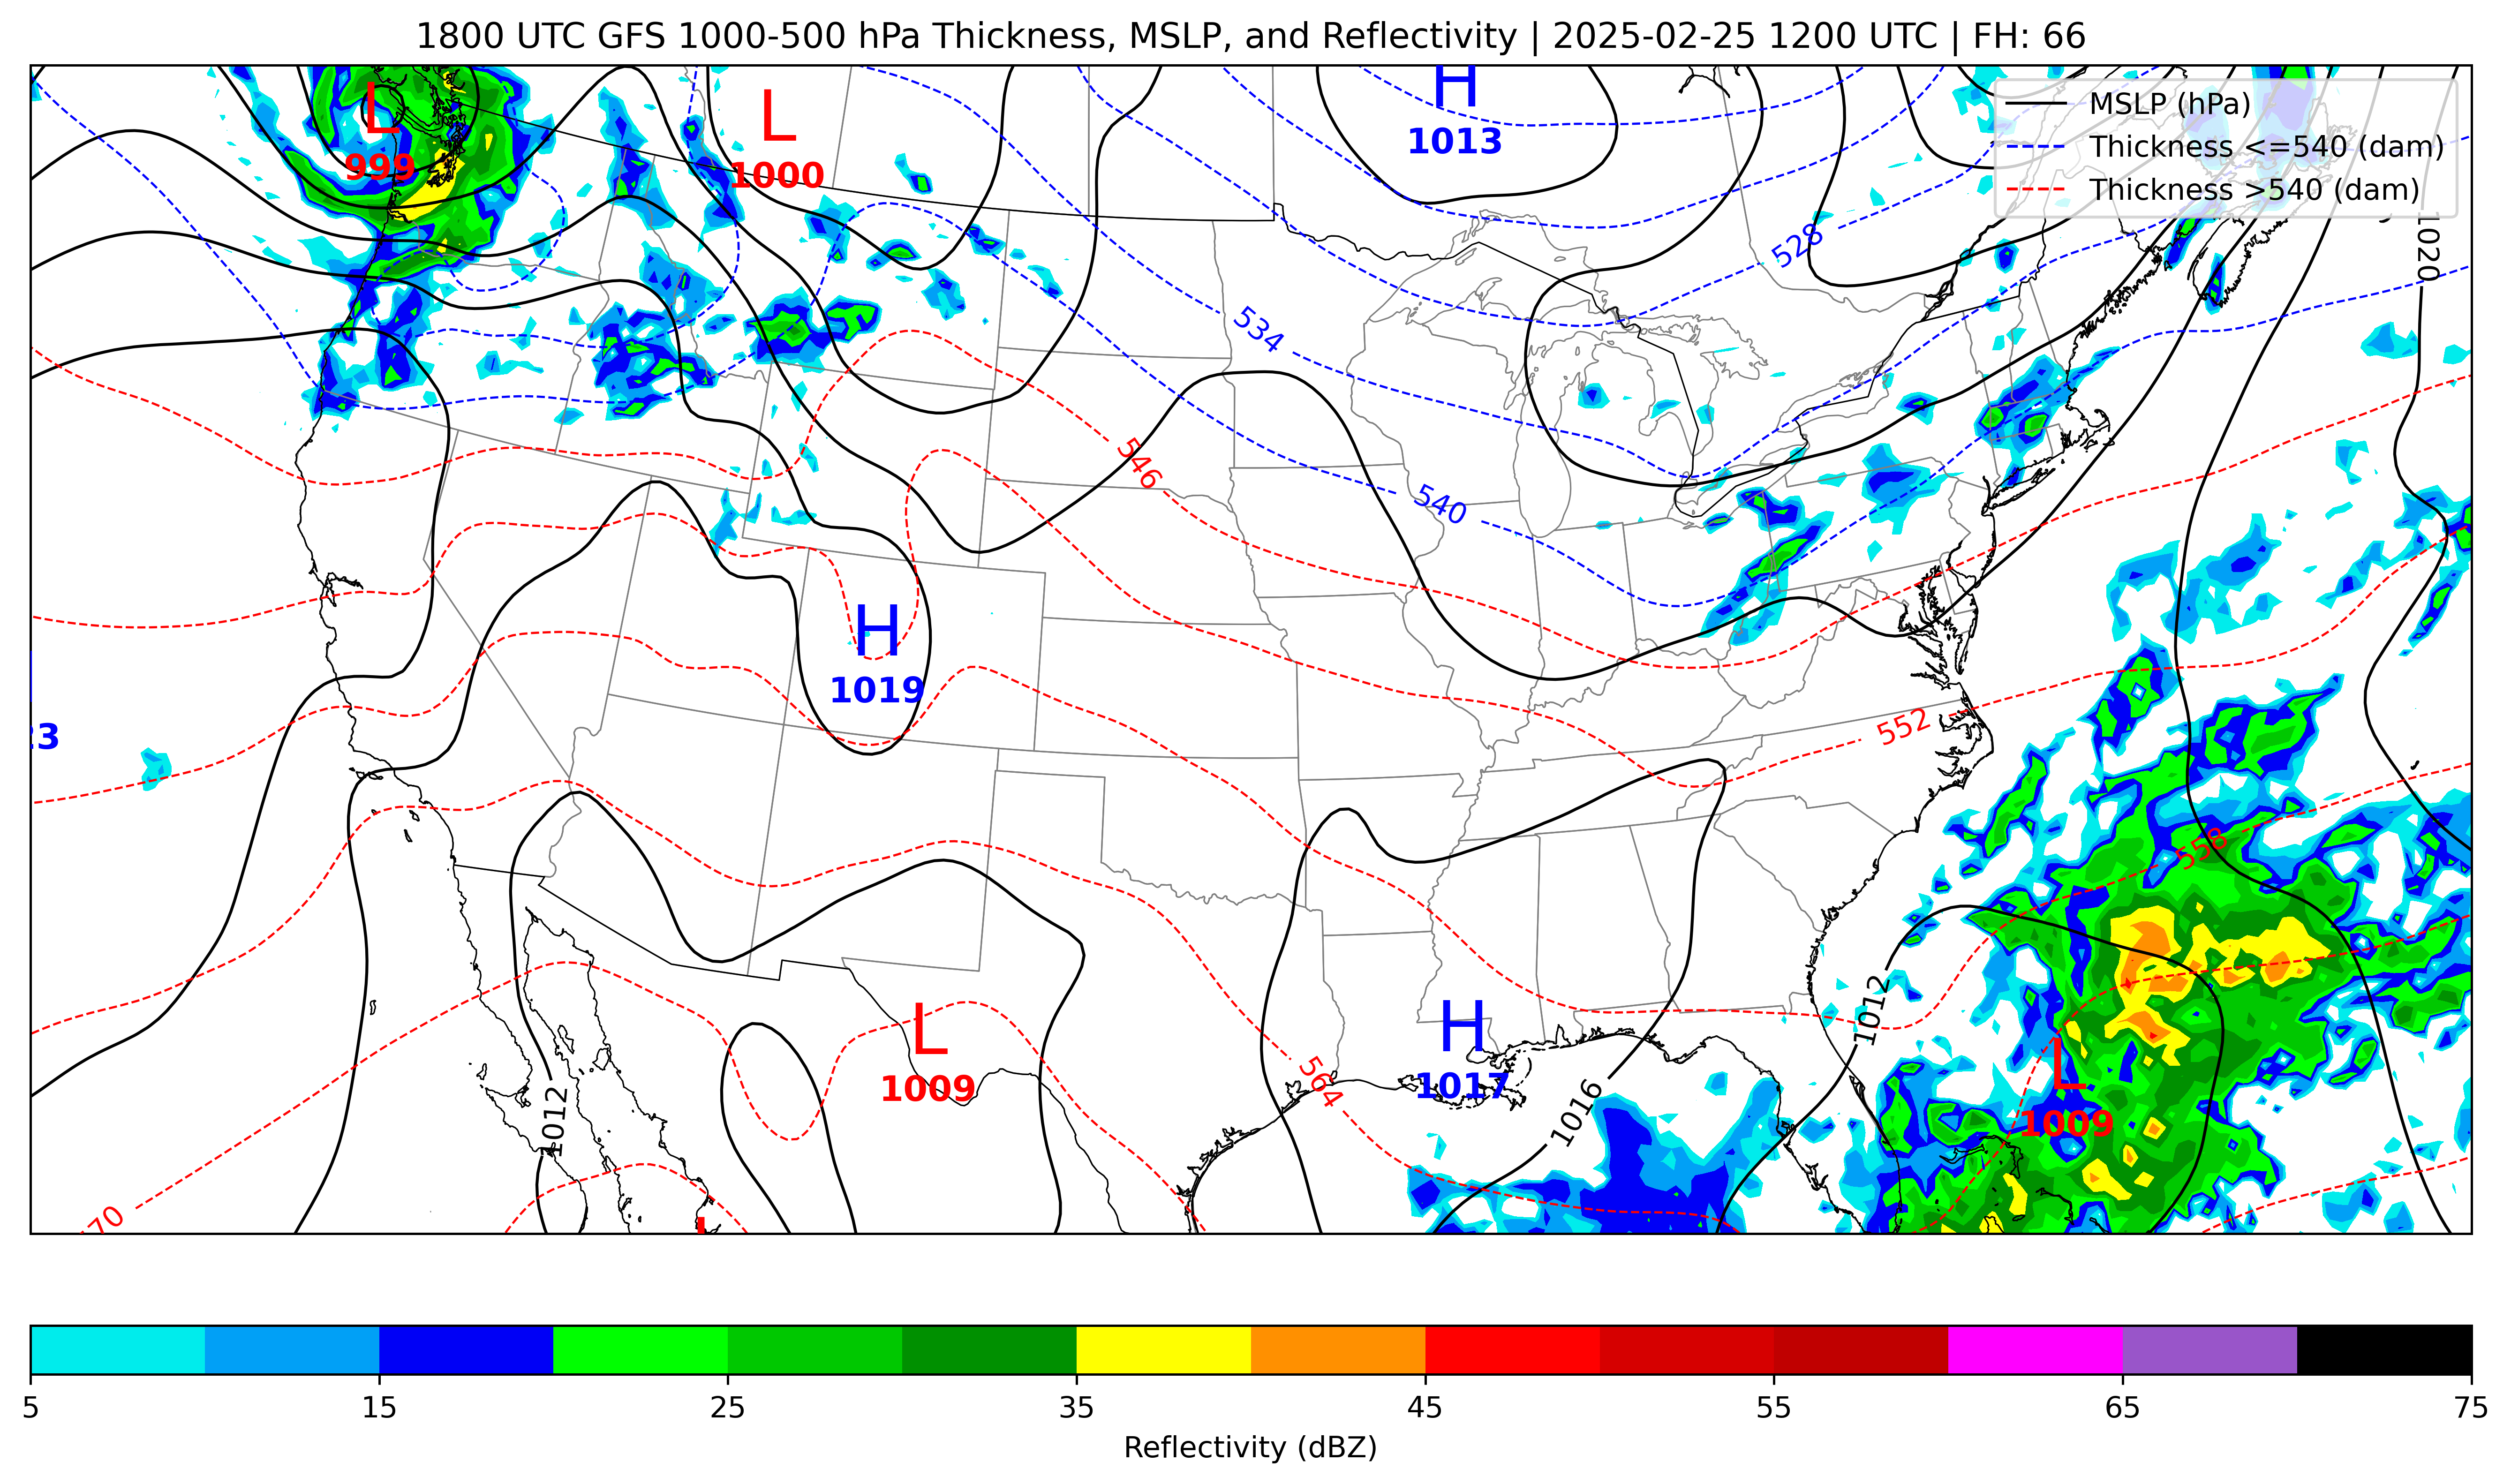 1800 UTC GFS 1000-500 hPa Thickness, MSLP, and Reflectivity | 2025-02-25 1200 UTC | FH: 66
MSLP (hPa)
Thickness <=540 (dam)
Thickness >540 (dam)
L
999
L
1000
H
1013
528
1020
534
546
540
H
1019
23
552
558
1012
L
1009
H
1017
564
L
1009
1016
1012
70
5 15 25 35 45 55 65 75
Reflectivity (dBZ)